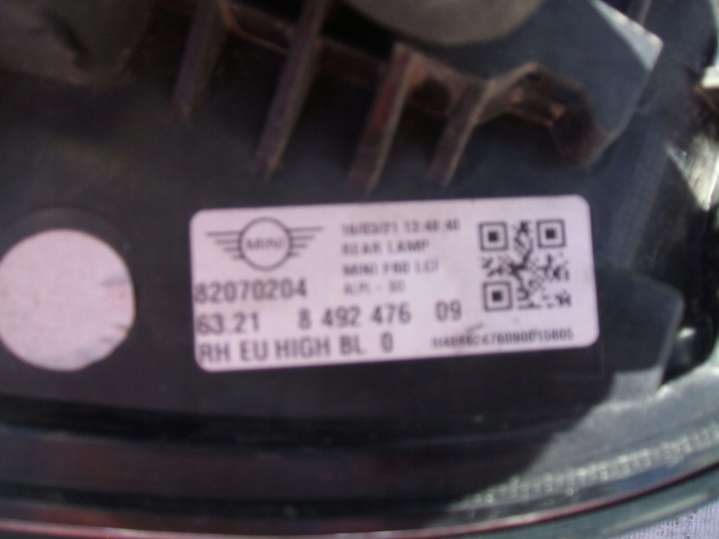 MINI
16/03/21 13:48:40
REAR LAMP
MINI F60 LCI
82070204
63.21 8 492 476 09
RH EU HIGH BL 0